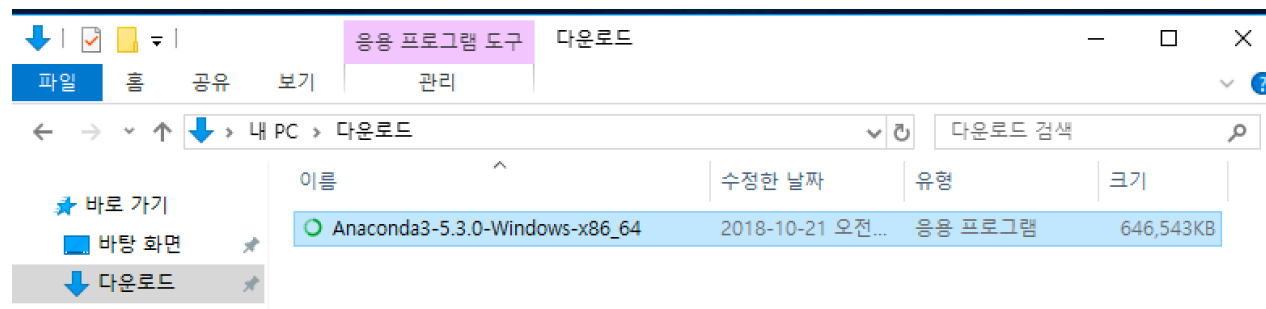 응용 프로그램 도구 다운로드
파일 홈 공유 보기 관리
내 PC > 다운로드 다운로드 검색
이름 수정한 날짜 유형 크기
바로 가기
Anaconda3-5.3.0-Windows-x86_64 2018-10-21 오전... 응용 프로그램 646,543KB
바탕 화면
다운로드